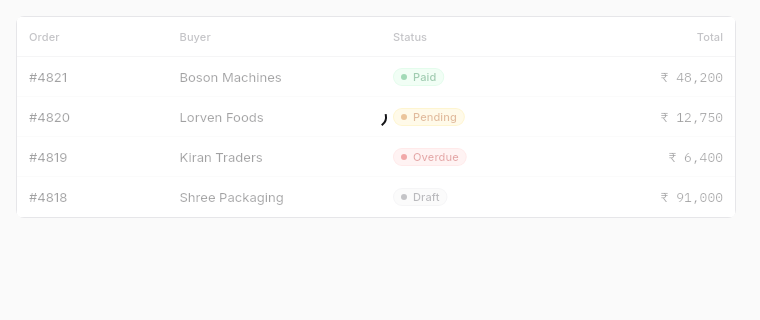 Order Buyer Status Total
#4821 Boson Machines Paid ₹ 48,200
#4820 Lorven Foods Pending ₹ 12,750
#4819 Kiran Traders Overdue ₹ 6,400
#4818 Shree Packaging Draft ₹ 91,000